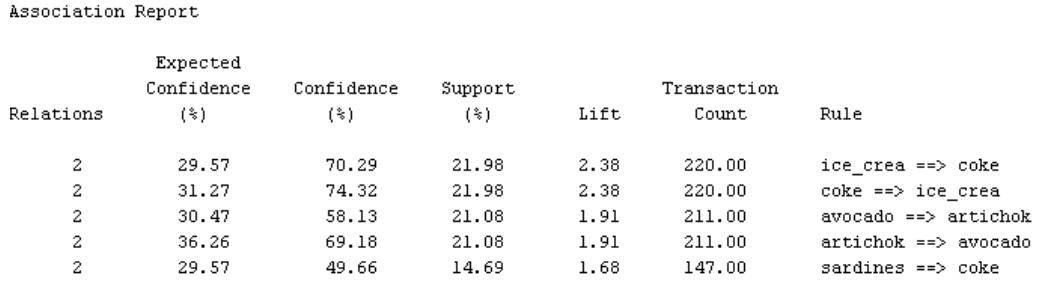 Association Report
Expected
Confidence Confidence Support Transaction
Relations (%) (%) (%) Lift Count Rule
2 29.57 70.29 21.98 2.38 220.00 ice_crea ==> coke
2 31.27 74.32 21.98 2.38 220.00 coke ==> ice_crea
2 30.47 58.13 21.08 1.91 211.00 avocado ==> artichok
2 36.26 69.18 21.08 1.91 211.00 artichok ==> avocado
2 29.57 49.66 14.69 1.68 147.00 sardines ==> coke